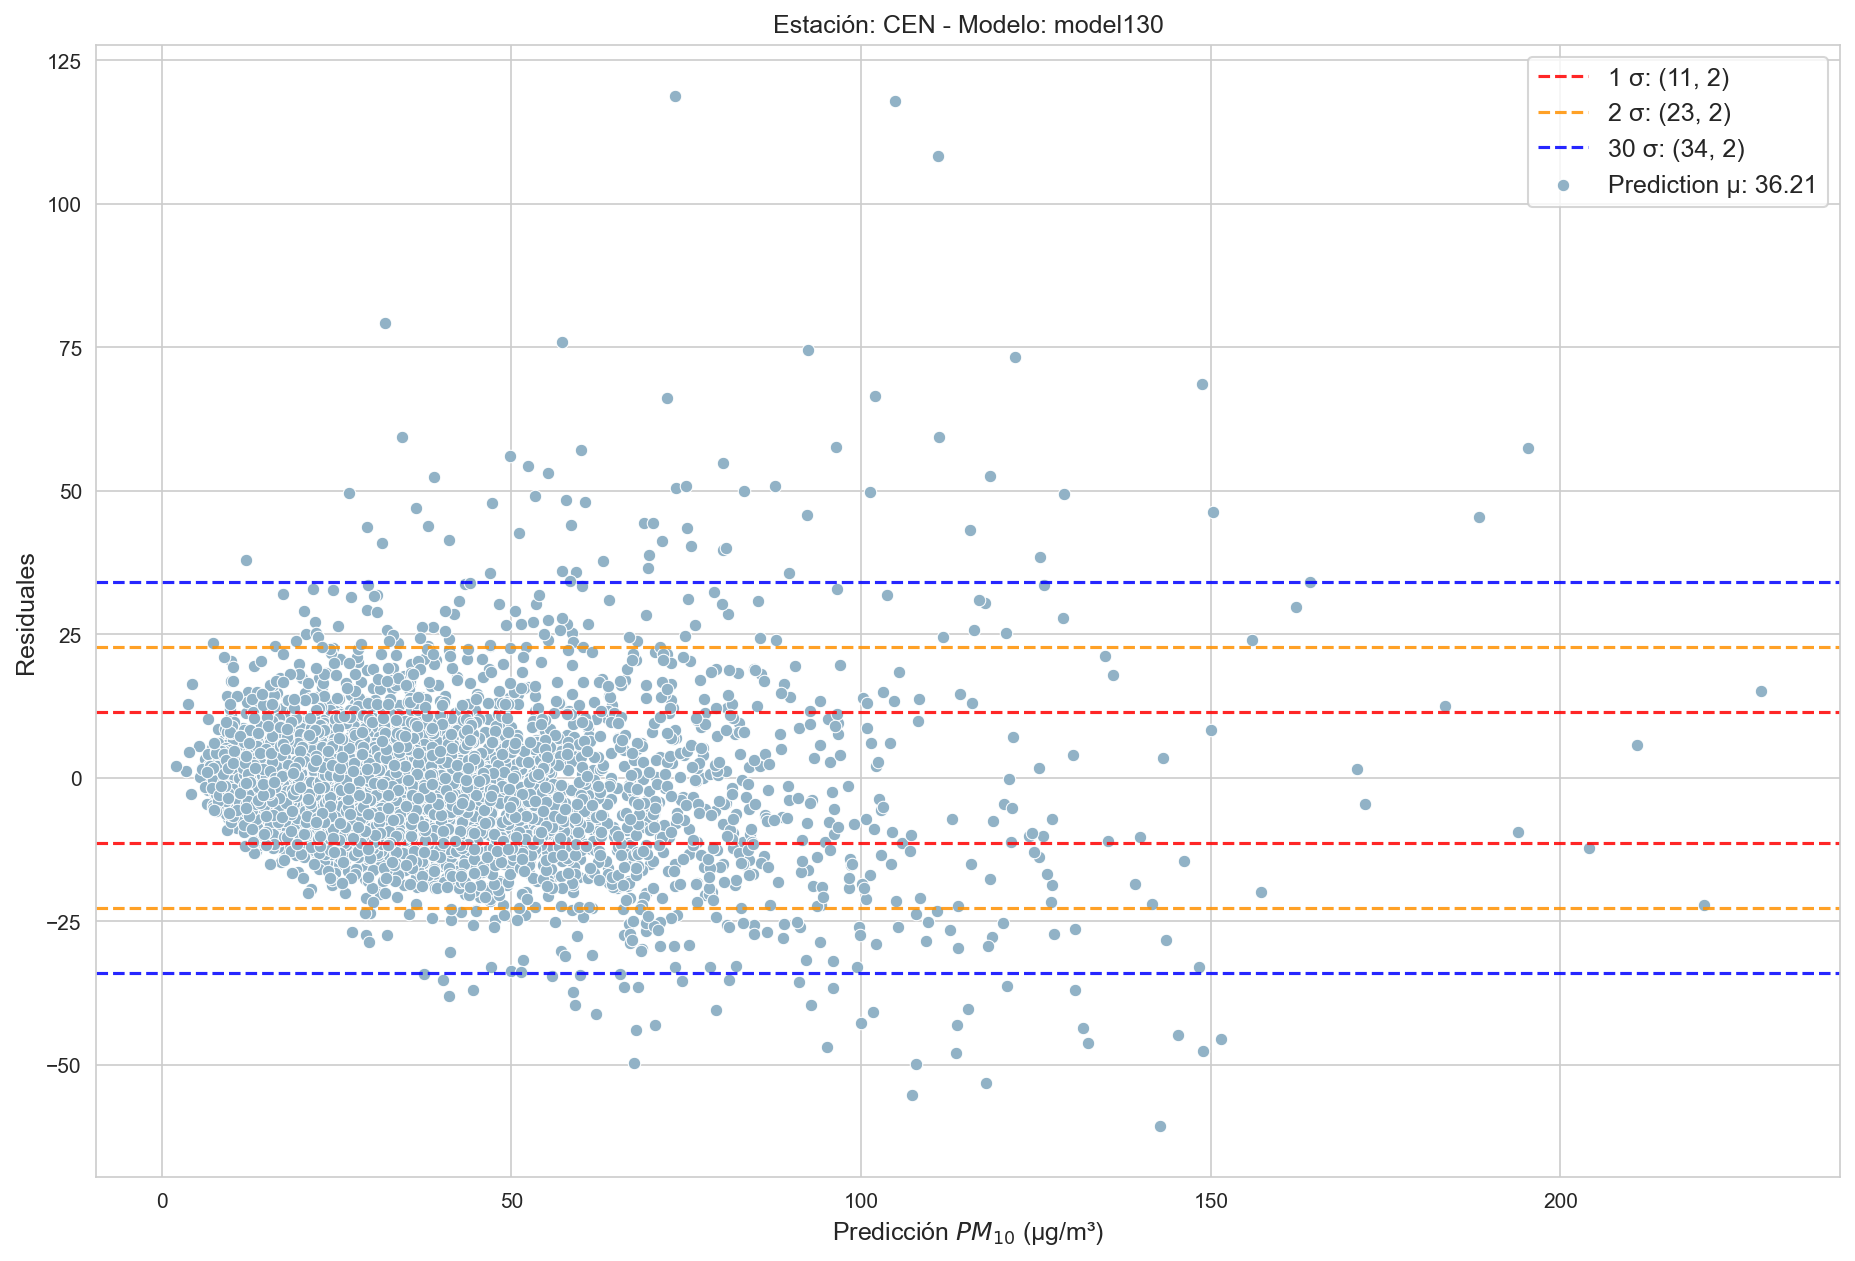 Estación: CEN - Modelo: model130
1 σ: (11, 2)
2 σ: (23, 2)
30 σ: (34, 2)
Prediction μ: 36.21
Residuales
125
100
75
50
25
0
−25
−50
0 50 100 150 200
Predicción PM₁₀ (μg/m³)